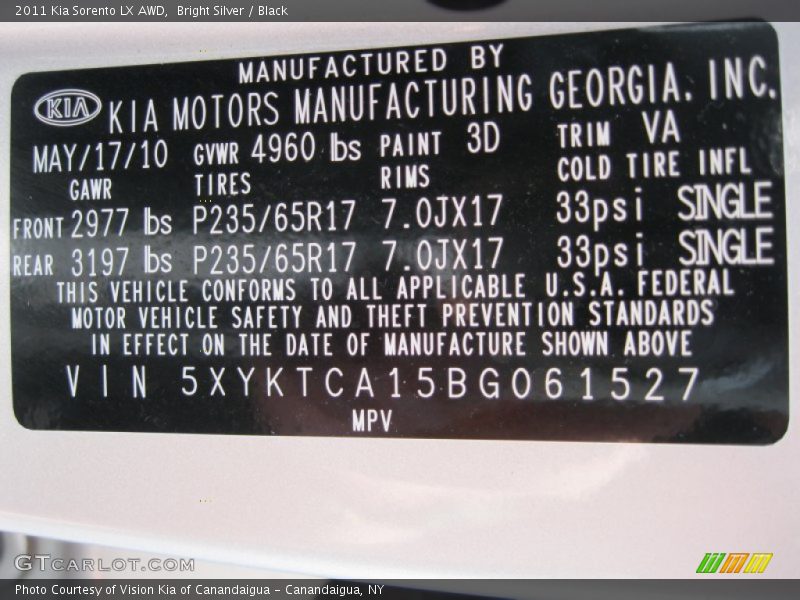 2011 Kia Sorento LX AWD, Bright Silver / Black
MANUFACTURED BY
KIA KIA MOTORS MANUFACTURING GEORGIA. INC.
MAY/17/10 GVWR 4960 lbs PAINT 3D TRIM VA
GAWR TIRES RIMS COLD TIRE INFL
FRONT 2977 lbs P235/65R17 7.0JX17 33psi SINGLE
REAR 3197 lbs P235/65R17 7.0JX17 33psi SINGLE
THIS VEHICLE CONFORMS TO ALL APPLICABLE U.S.A. FEDERAL
MOTOR VEHICLE SAFETY AND THEFT PREVENTION STANDARDS
IN EFFECT ON THE DATE OF MANUFACTURE SHOWN ABOVE
VIN 5XYKTCA15BG061527
MPV
GTCARLOT.COM
Photo Courtesy of Vision Kia of Canandaigua - Canandaigua, NY